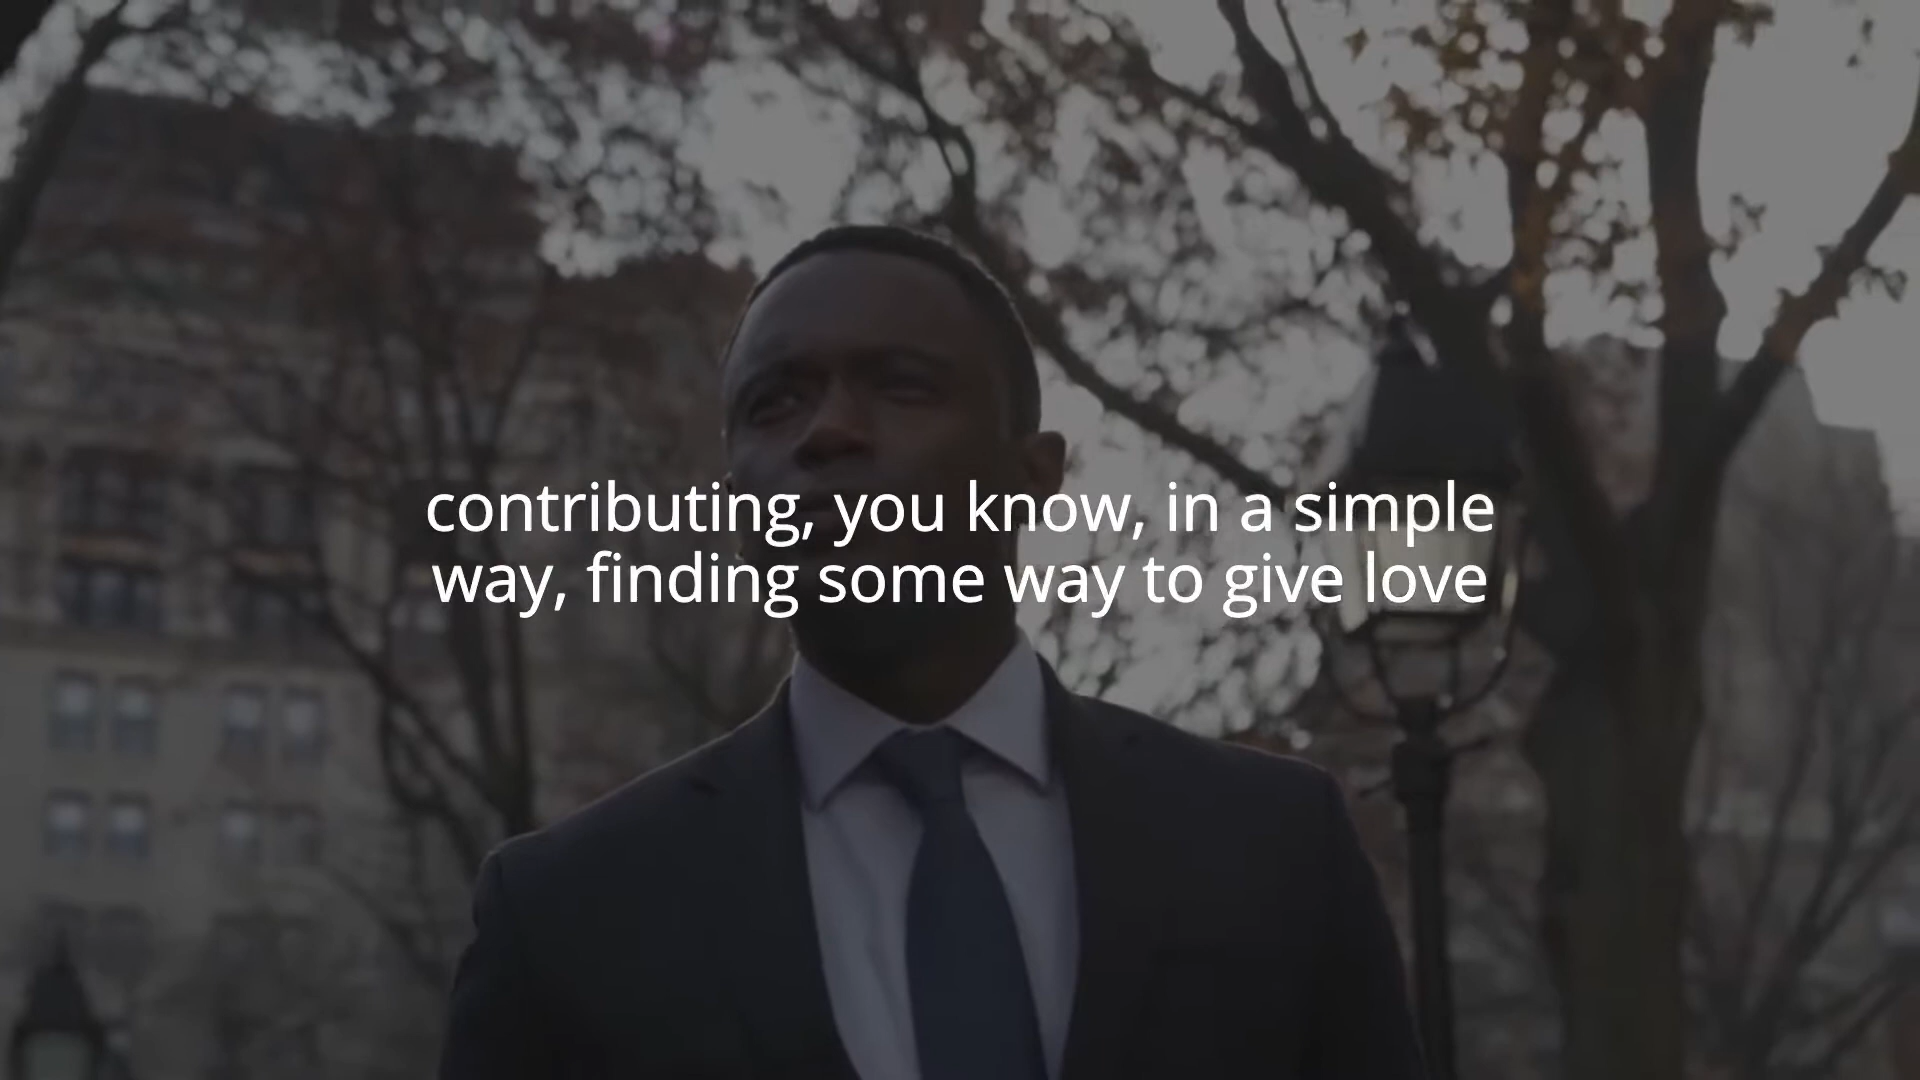 contributing, you know, in a simple
way, finding some way to give love